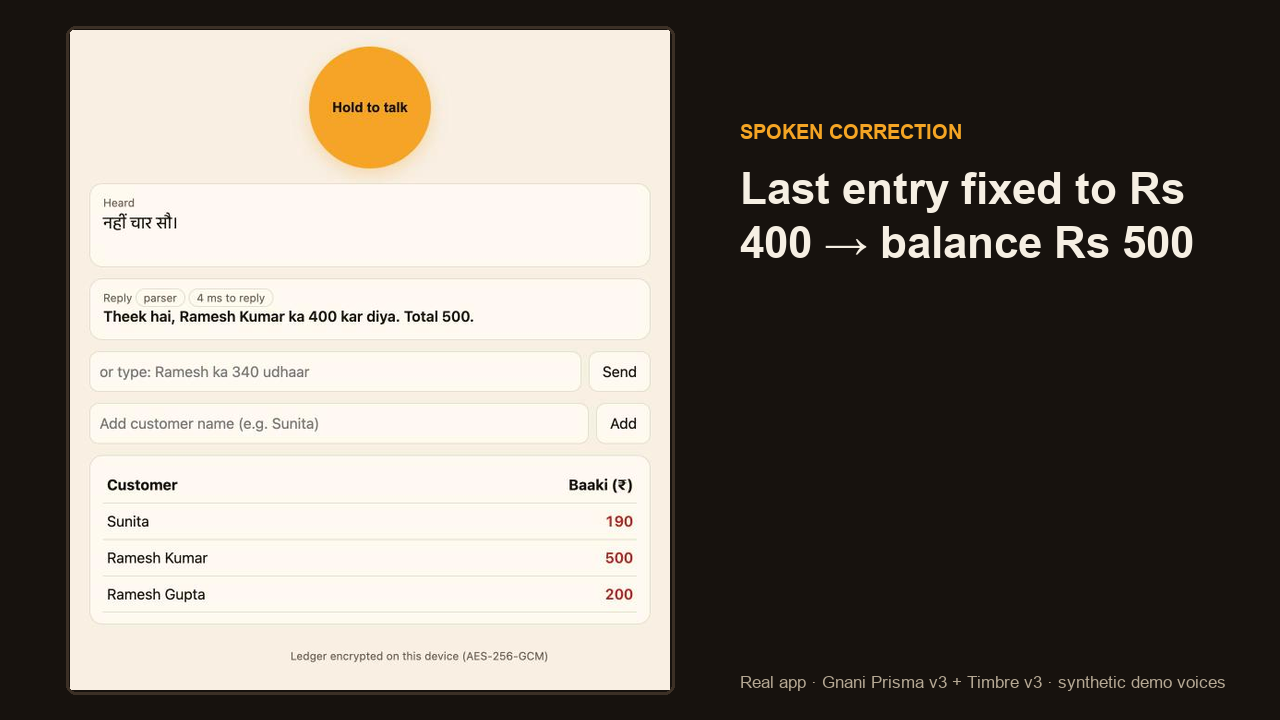 Hold to talk
Heard
नहीं चार सौ।
Reply parser 4 ms to reply
Theek hai, Ramesh Kumar ka 400 kar diya. Total 500.
or type: Ramesh ka 340 udhaar Send
Add customer name (e.g. Sunita) Add
Customer Baaki (₹)
Sunita 190
Ramesh Kumar 500
Ramesh Gupta 200
Ledger encrypted on this device (AES-256-GCM)
SPOKEN CORRECTION
Last entry fixed to Rs
400 → balance Rs 500
Real app · Gnani Prisma v3 + Timbre v3 · synthetic demo voices